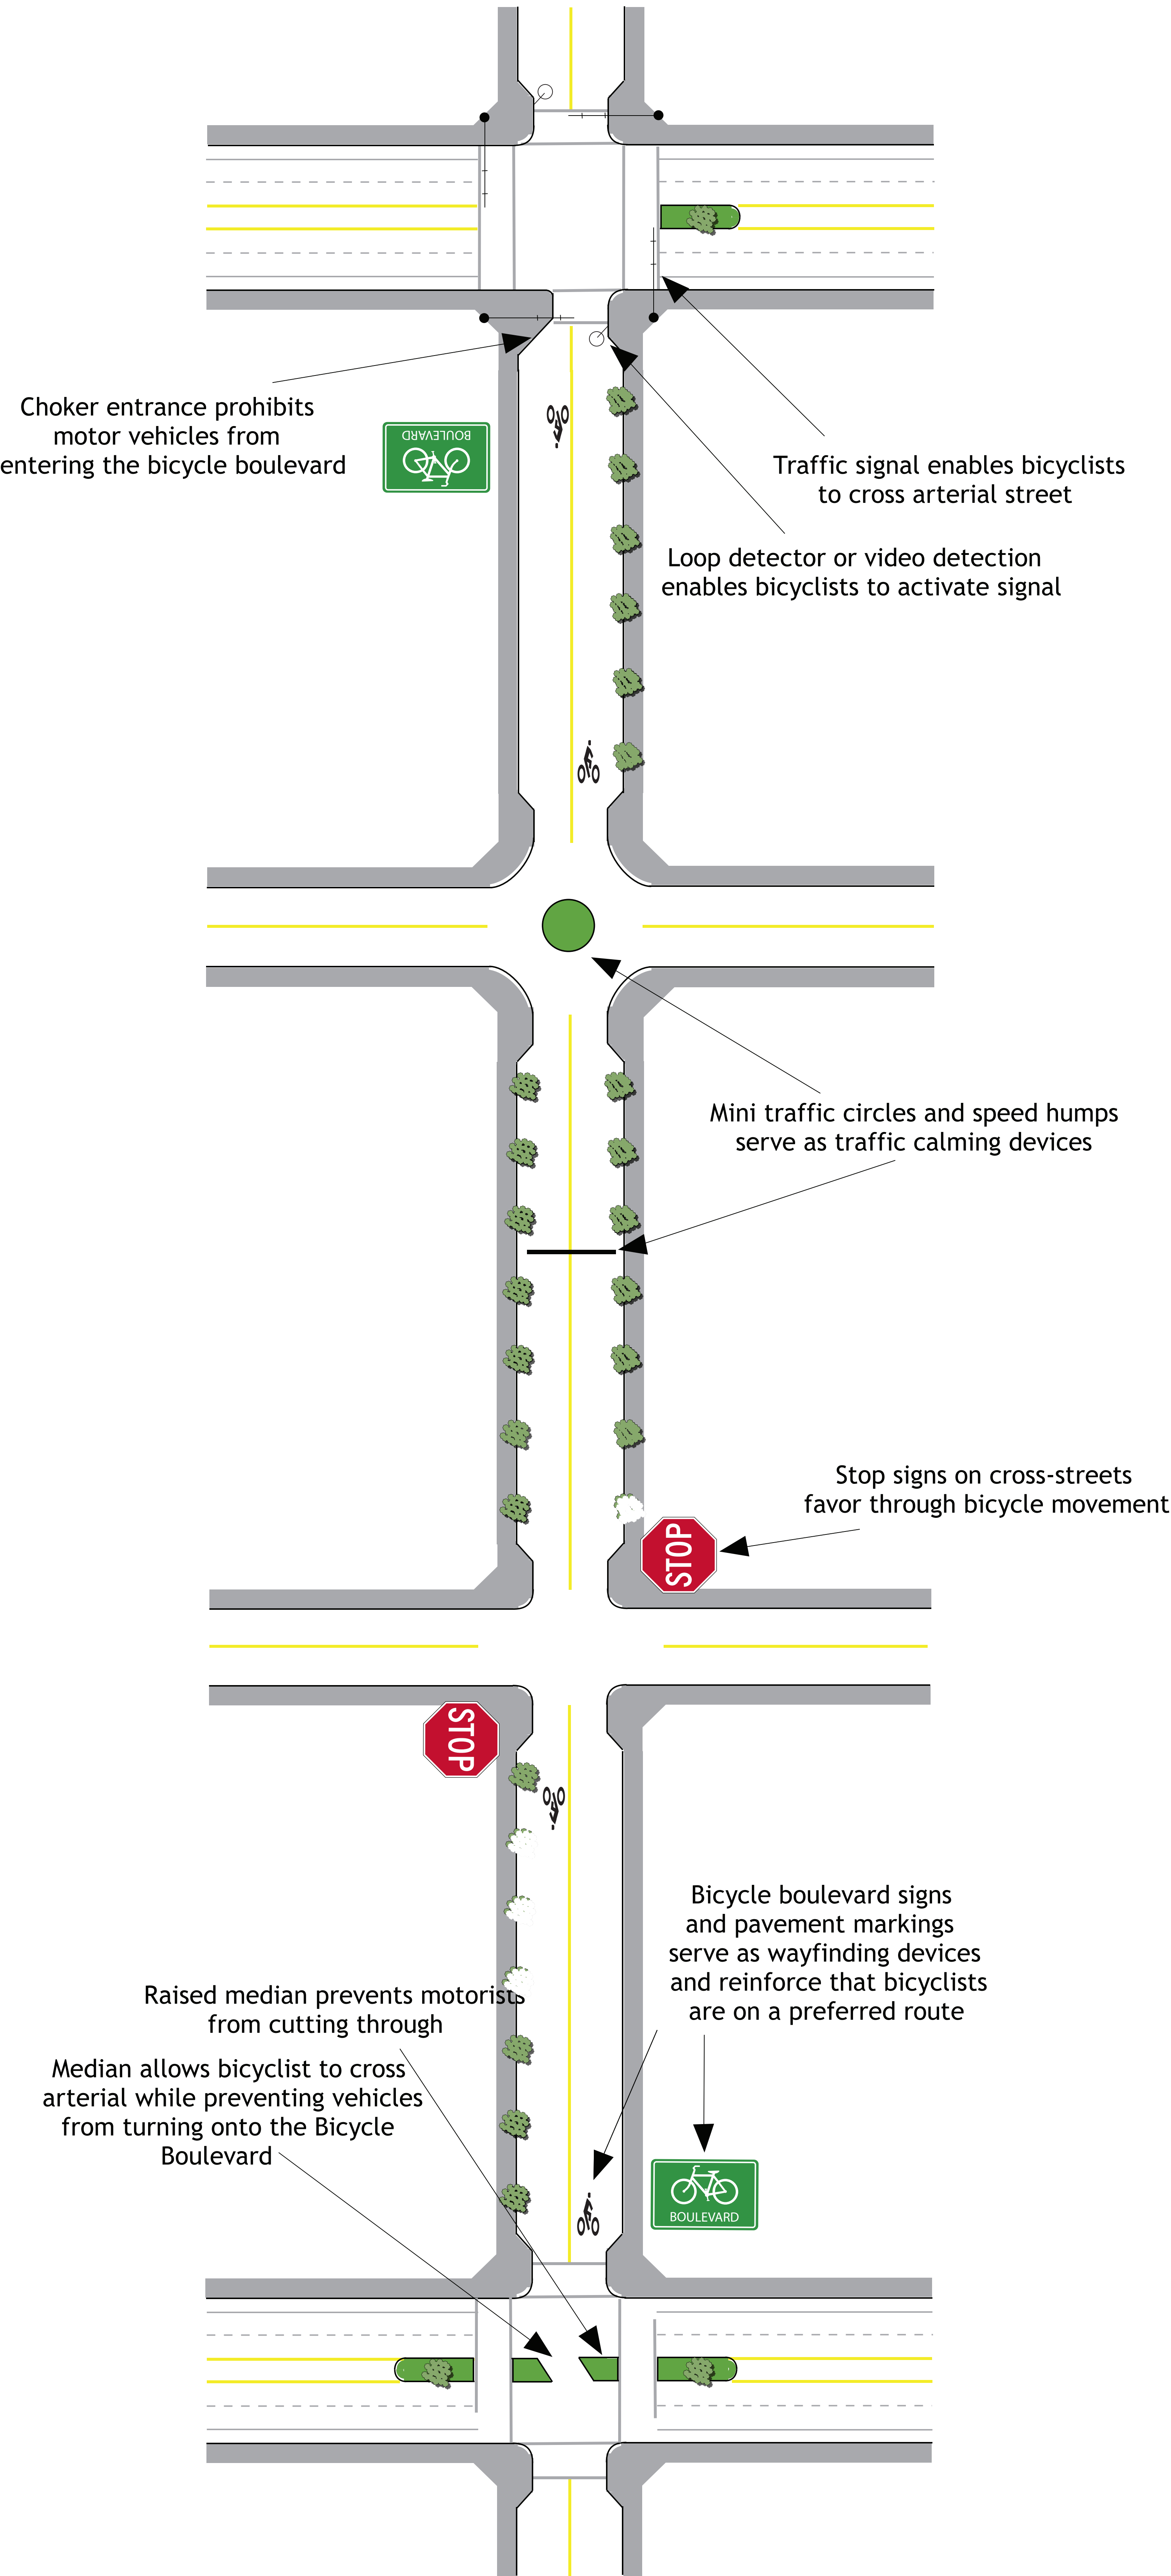 Choker entrance prohibits
motor vehicles from
entering the bicycle boulevard
BOULEVARD
Traffic signal enables bicyclists
to cross arterial street
Loop detector or video detection
enables bicyclists to activate signal
Mini traffic circles and speed humps
serve as traffic calming devices
Stop signs on cross-streets
favor through bicycle movement
STOP
STOP
Bicycle boulevard signs
and pavement markings
serve as wayfinding devices
and reinforce that bicyclists
are on a preferred route
Raised median prevents motorists
from cutting through
Median allows bicyclist to cross
arterial while preventing vehicles
from turning onto the Bicycle
Boulevard
BOULEVARD